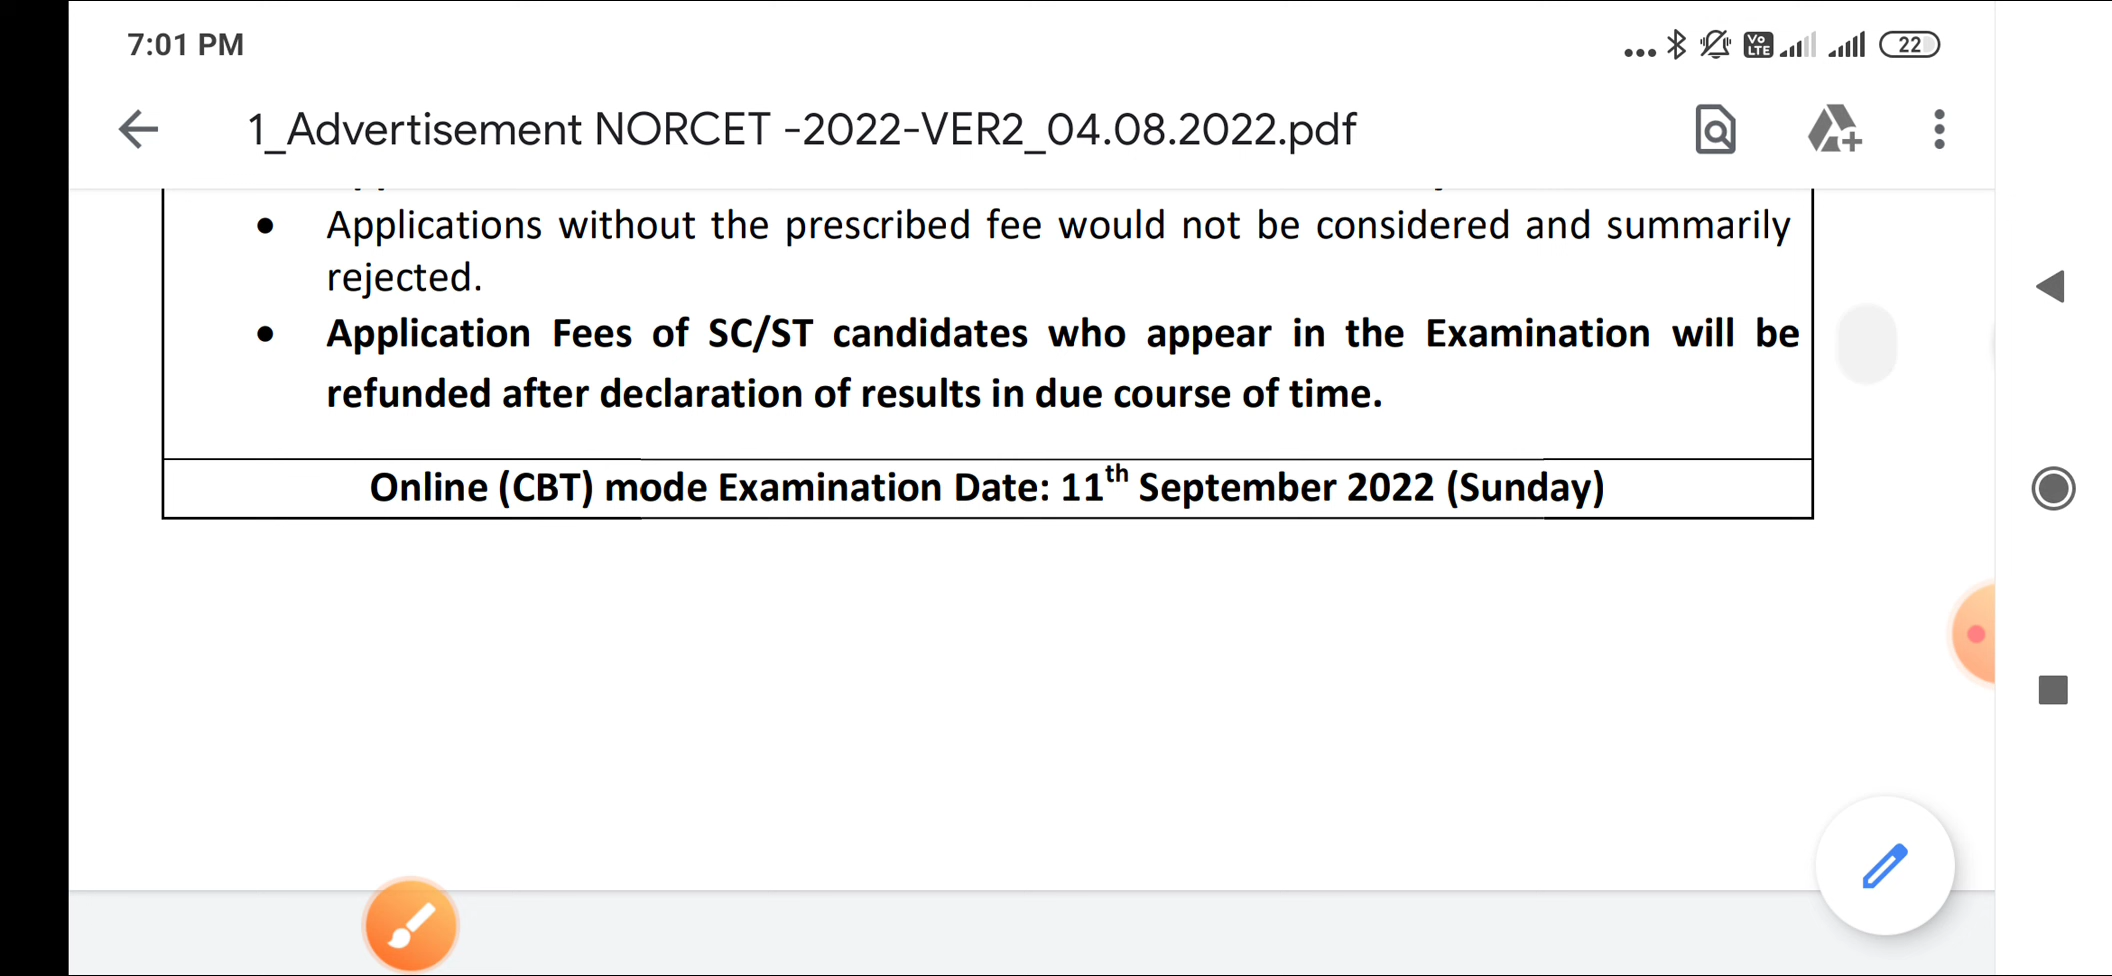 7:01 PM
Vo LTE
22
1_Advertisement NORCET -2022-VER2_04.08.2022.pdf
• Applications without the prescribed fee would not be considered and summarily
rejected.
• Application Fees of SC/ST candidates who appear in the Examination will be
refunded after declaration of results in due course of time.
Online (CBT) mode Examination Date: 11th September 2022 (Sunday)